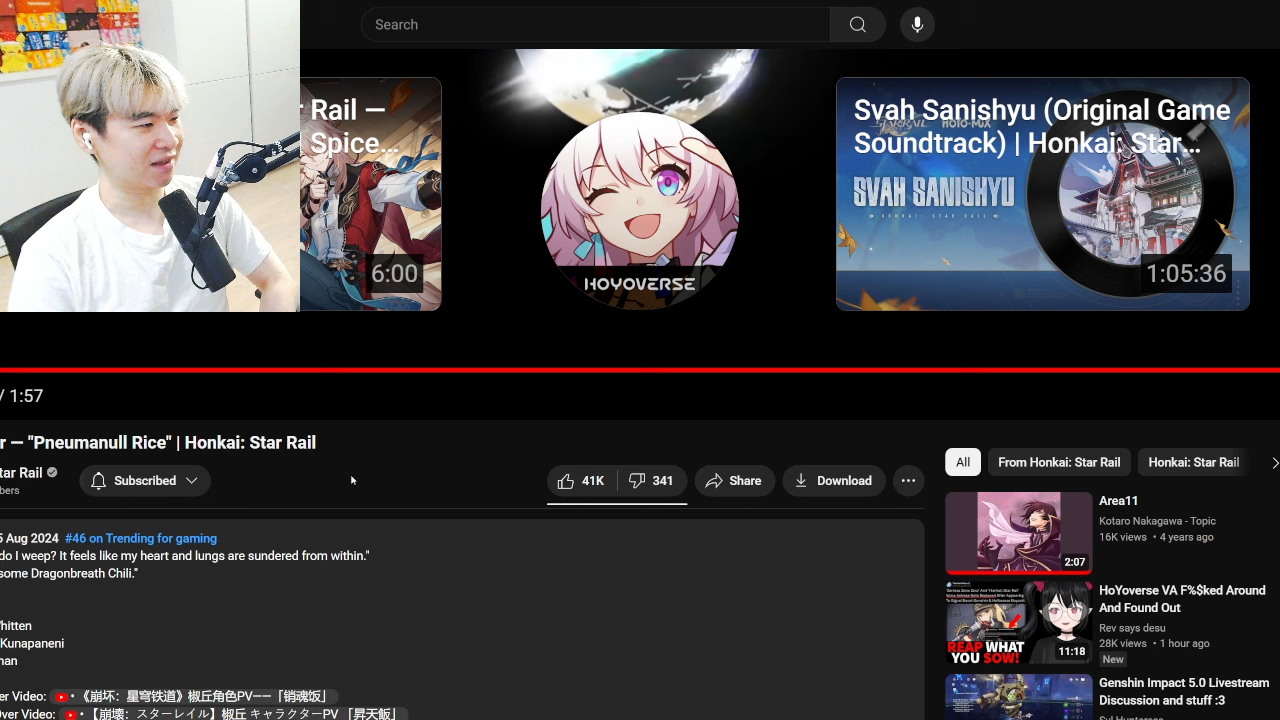 Search
r Rail —
Spice...
6:00
HOYOVERSE
Svah Sanishyu (Original Game
Soundtrack) | Honkai: Star...
SVAH SANISHYU
HONKAI: STAR RAIL
1:05:36
/ 1:57
r — "Pneumanull Rice" | Honkai: Star Rail
tar Rail
bers
Subscribed
41K
341
Share
Download
5 Aug 2024 #46 on Trending for gaming
do I weep? It feels like my heart and lungs are sundered from within."
some Dragonbreath Chili."
hitten
Kunapaneni
nan
er Video: • 《崩坏：星穹铁道》椒丘角色PV——「销魂饭」
Over Video: • 【崩壊：スターレイル】椒丘 キャラクターPV「昇天飯」
All
From Honkai: Star Rail
Honkai: Star Rail
Area11
Kotaro Nakagawa - Topic
16K views • 4 years ago
2:07
HoYoverse VA F%$ked Around
And Found Out
Rev says desu
28K views • 1 hour ago
New
REAP WHAT
YOU SOW!
11:18
Genshin Impact 5.0 Livestream
Discussion and stuff :3